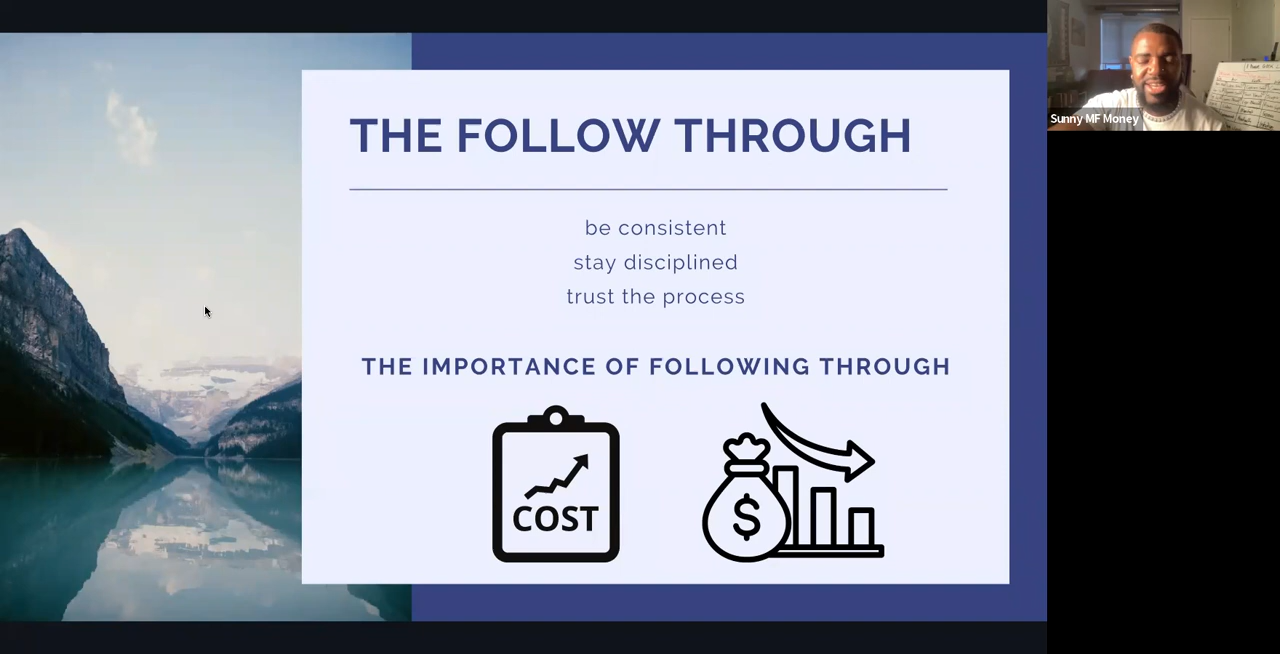 THE FOLLOW THROUGH
be consistent
stay disciplined
trust the process
THE IMPORTANCE OF FOLLOWING THROUGH
COST
$
Sunny MF Money